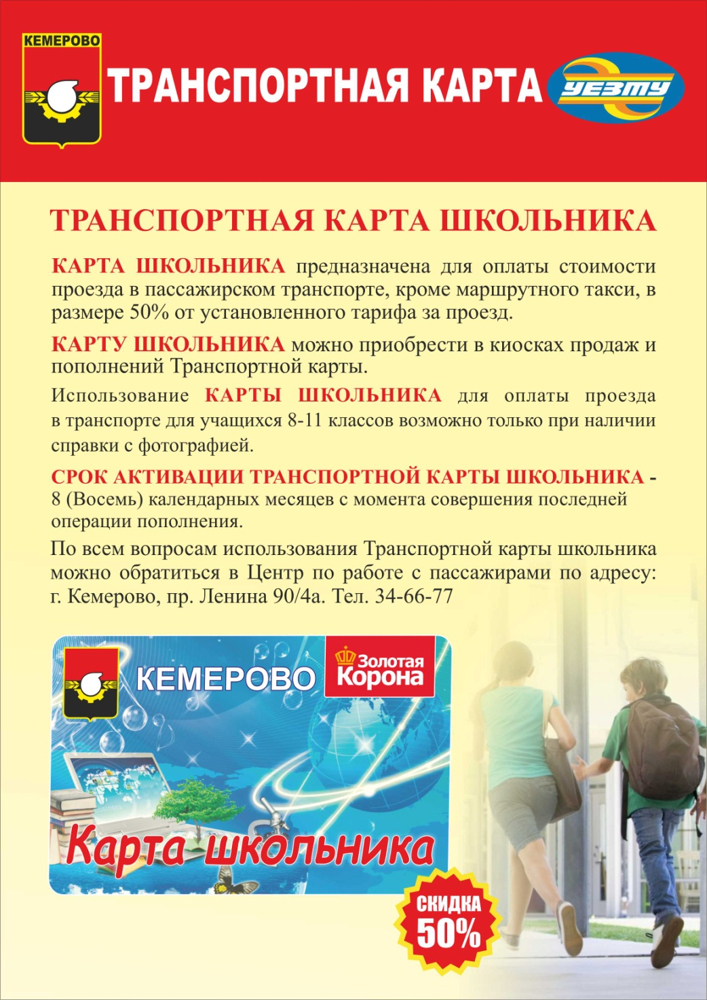 КЕМЕРОВО
ТРАНСПОРТНАЯ КАРТА
УЕЗТУ
ТРАНСПОРТНАЯ КАРТА ШКОЛЬНИКА
КАРТА ШКОЛЬНИКА предназначена для оплаты стоимости
проезда в пассажирском транспорте, кроме маршрутного такси, в
размере 50% от установленного тарифа за проезд.
КАРТУ ШКОЛЬНИКА можно приобрести в киосках продаж и
пополнений Транспортной карты.
Использование КАРТЫ ШКОЛЬНИКА для оплаты проезда
в транспорте для учащихся 8-11 классов возможно только при наличии
справки с фотографией.
СРОК АКТИВАЦИИ ТРАНСПОРТНОЙ КАРТЫ ШКОЛЬНИКА -
8 (Восемь) календарных месяцев с момента совершения последней
операции пополнения.
По всем вопросам использования Транспортной карты школьника
можно обратиться в Центр по работе с пассажирами по адресу:
г. Кемерово, пр. Ленина 90/4а. Тел. 34-66-77
КЕМЕРОВО
Золотая
Корона
Карта школьника
СКИДКА
50%